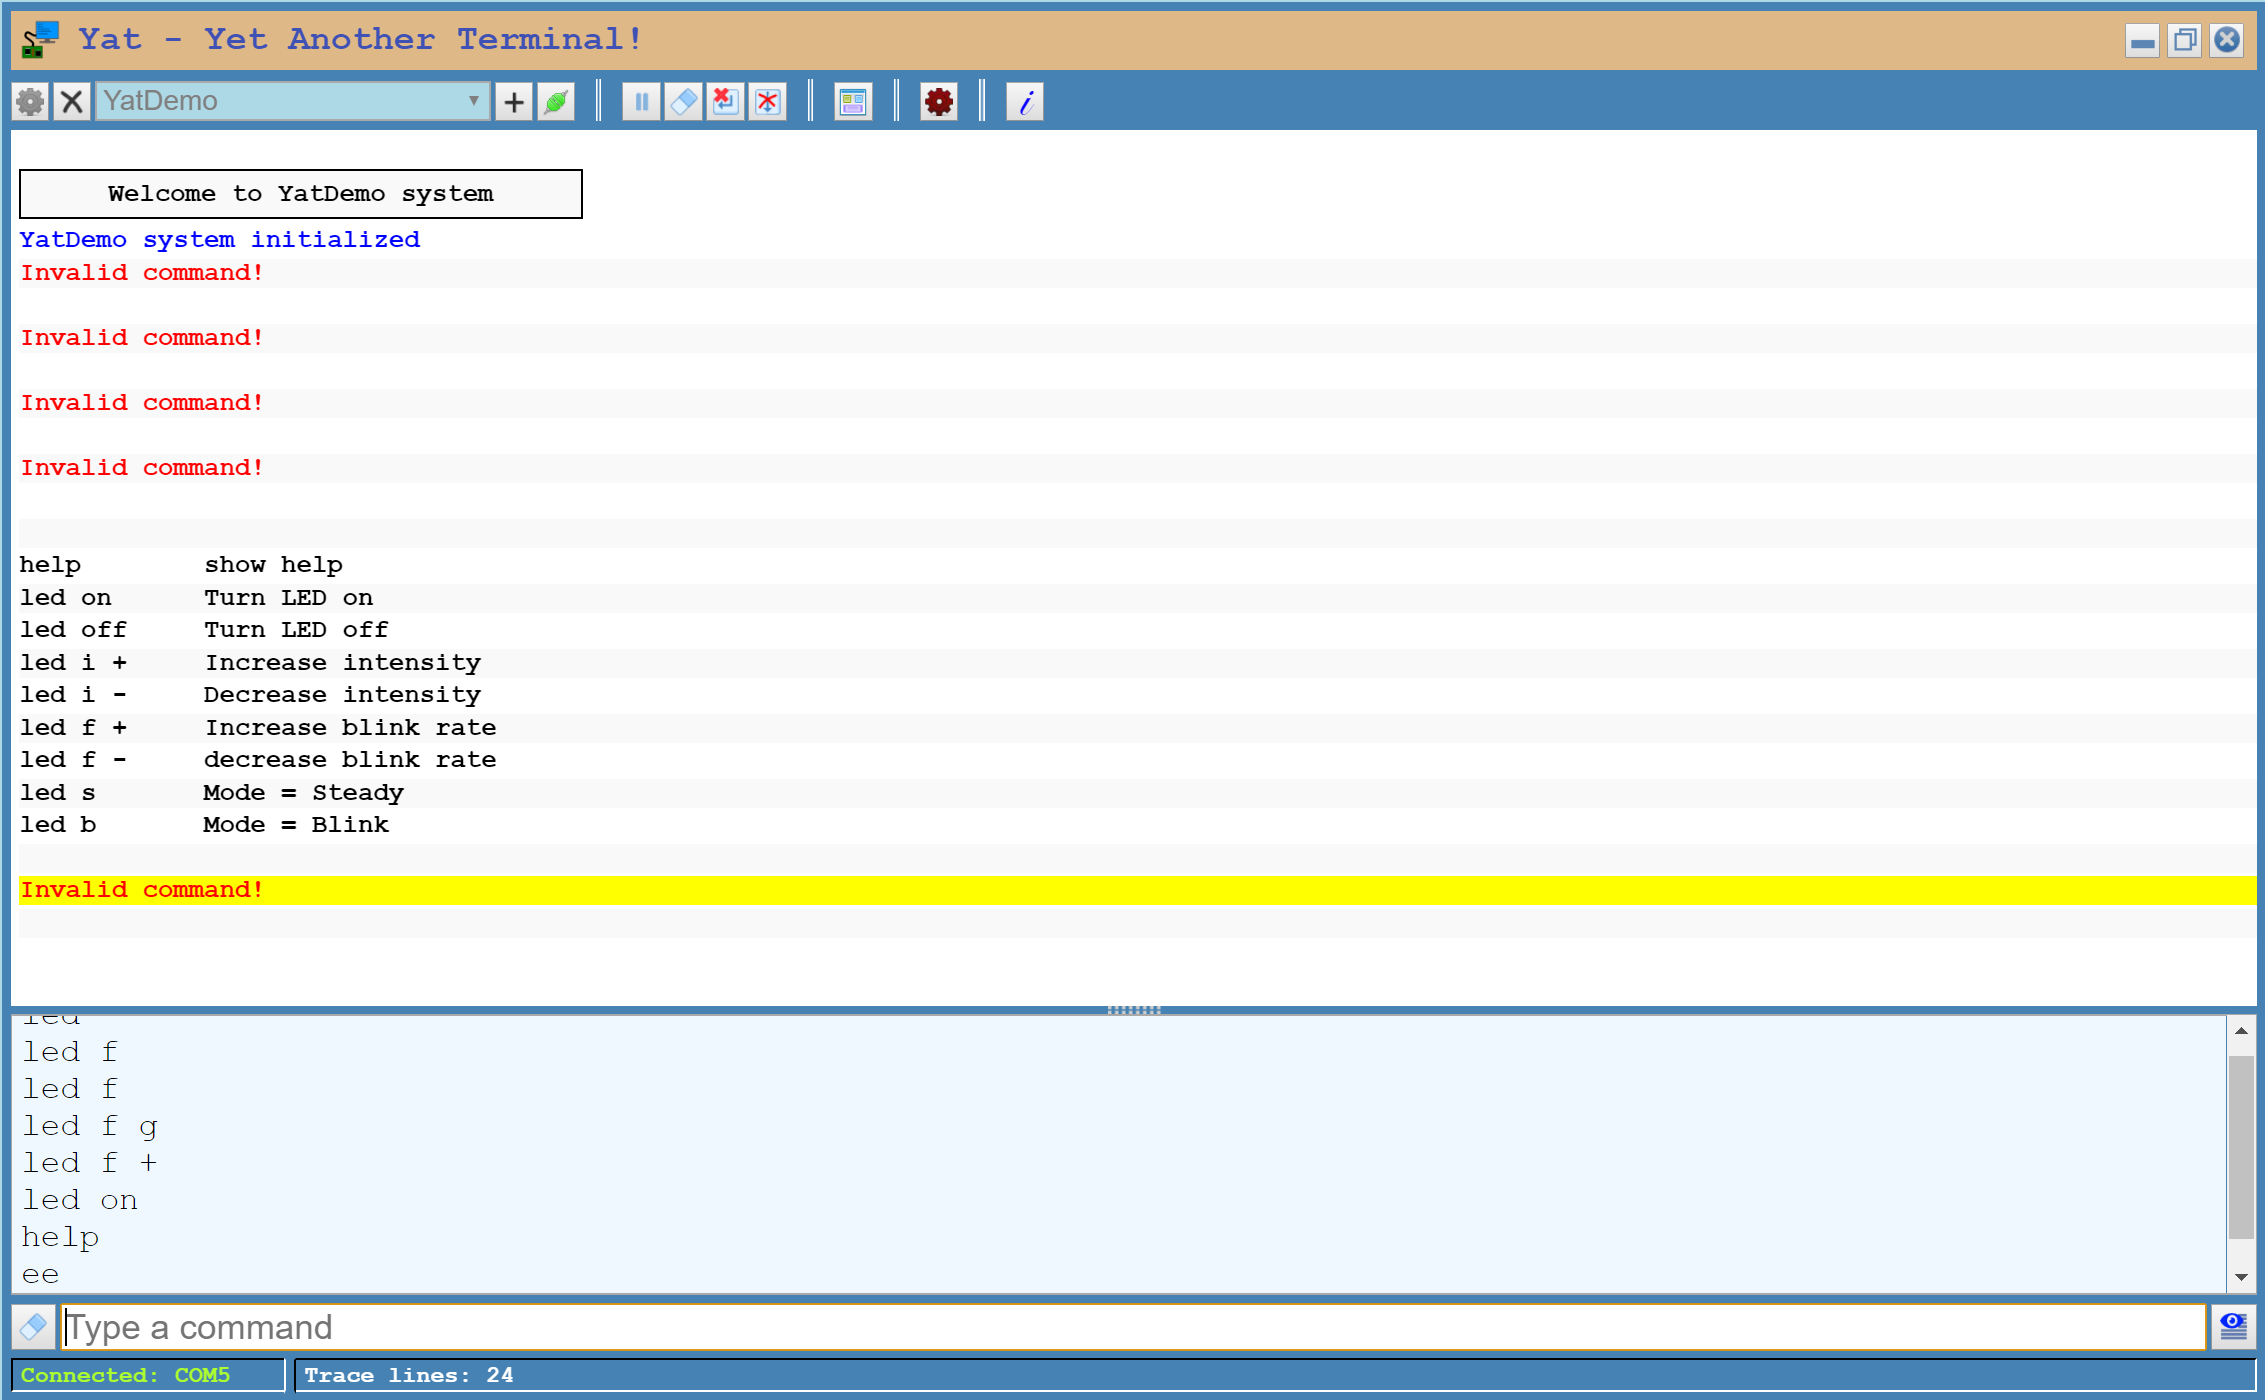 Yat - Yet Another Terminal!
YatDemo
Welcome to YatDemo system
YatDemo system initialized
Invalid command!
Invalid command!
Invalid command!
Invalid command!
help        show help
led on      Turn LED on
led off     Turn LED off
led i +     Increase intensity
led i -     Decrease intensity
led f +     Increase blink rate
led f -     decrease blink rate
led s       Mode = Steady
led b       Mode = Blink
Invalid command!
led
led f
led f
led f g
led f +
led on
help
ee
Type a command
Connected: COM5
Trace lines: 24